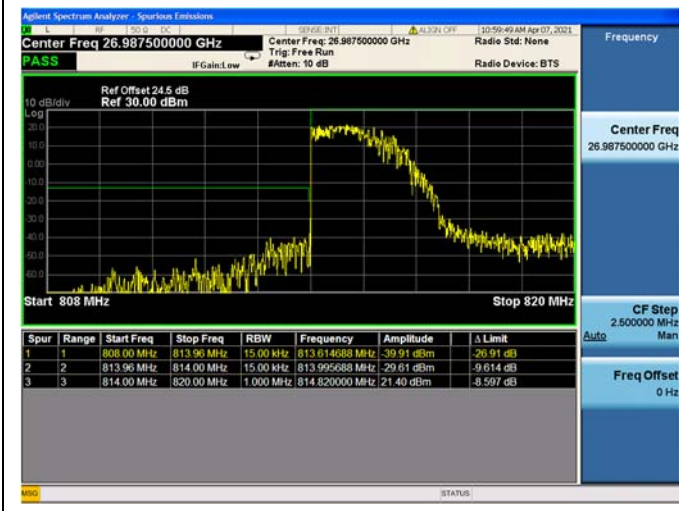 Agilent Spectrum Analyzer - Spurious Emissions
L RF 50 Ω DC SENSE:INT ALIGN OFF 10:59:49 AM Apr 07, 2021
Center Freq 26.987500000 GHz Center Freq: 26.987500000 GHz Radio Std: None Frequency
Trig: Free Run
PASS IFGain:Low #Atten: 10 dB Radio Device: BTS
Ref Offset 24.5 dB
10 dB/div Ref 30.00 dBm
Log
20.0
10.0
0.00
-10.0
-20.0
-30.0
-40.0
-50.0
-60.0
Start 808 MHz Stop 820 MHz
Center Freq
26.987500000 GHz
CF Step
2.500000 MHz
Auto Man
Freq Offset
0 Hz
Spur Range Start Freq Stop Freq RBW Frequency Amplitude Δ Limit
1 1 808.00 MHz 813.96 MHz 15.00 kHz 813.614688 MHz -39.91 dBm -26.91 dB
2 2 813.96 MHz 814.00 MHz 15.00 kHz 813.995688 MHz -29.61 dBm -9.614 dB
3 3 814.00 MHz 820.00 MHz 1.000 MHz 814.820000 MHz 21.40 dBm -8.597 dB
MSG STATUS